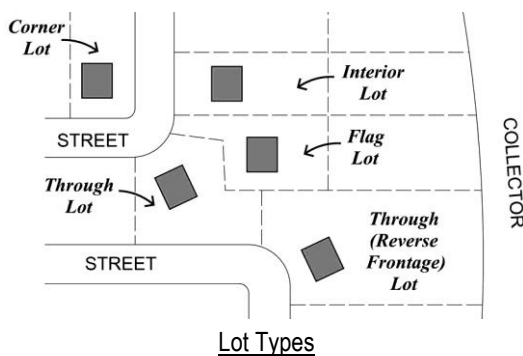 Corner
Lot
Interior
Lot
STREET
Flag
Lot
COLLECTOR
Through
Lot
Through
(Reverse
Frontage)
Lot
STREET
Lot Types